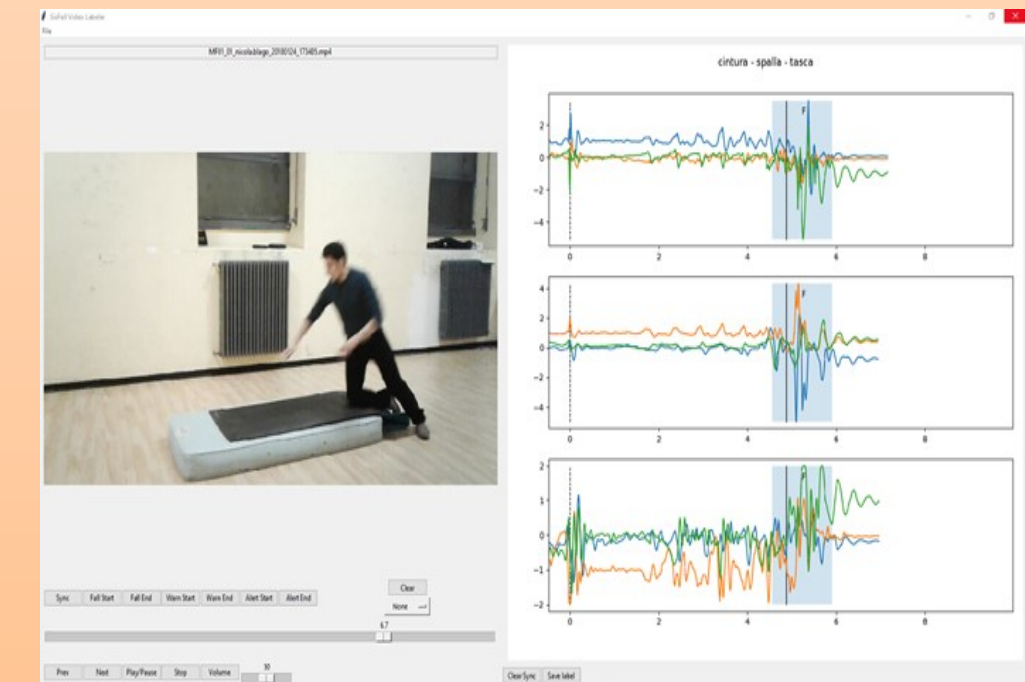 SisFall Video Labeler
File
MF01_01_nicola.blago_20180124_173405.mp4
cintura - spalla - tasca
F
2
0
−2
−4
0 2 4 6 8
F
4
2
0
−2
−4
0 2 4 6 8
2
1
0
−1
−2
0 2 4 6 8
Clear
Sync Fall Start Fall End Warn Start Warn End Alert Start Alert End
None
6.7
Prev Next Play/Pause Stop Volume
Clear Sync Save label